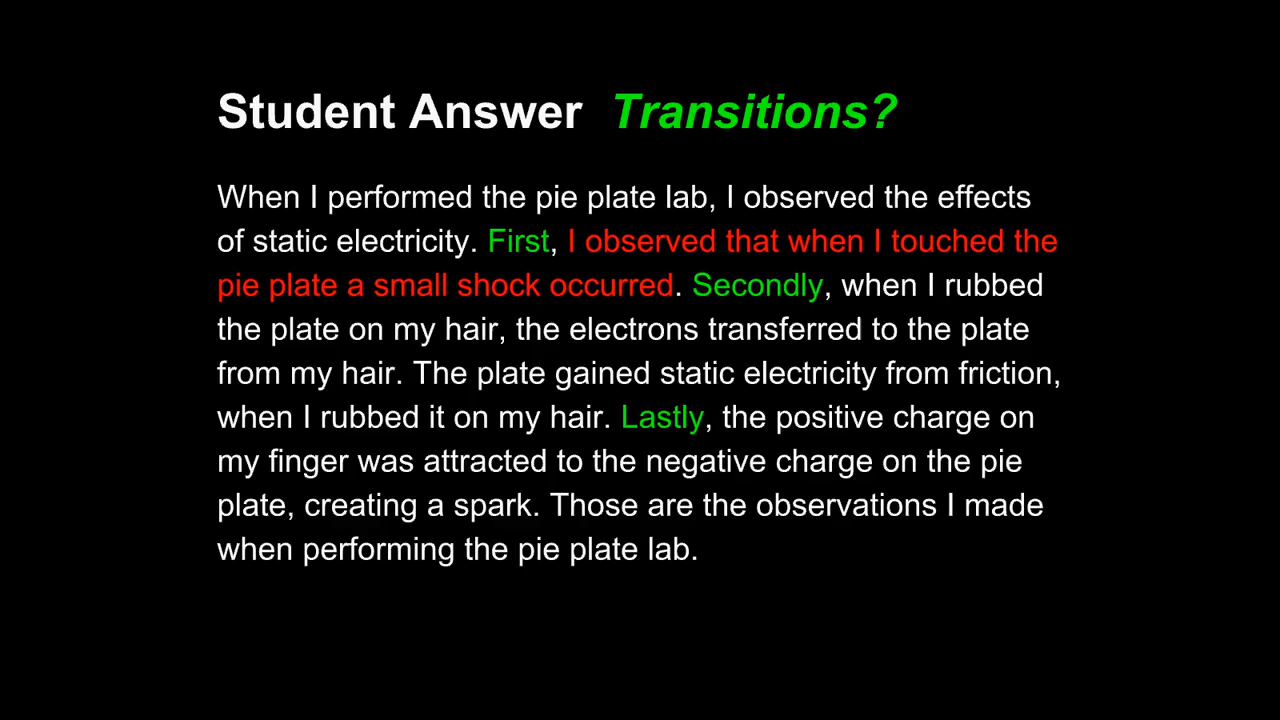 Student Answer Transitions?
When I performed the pie plate lab, I observed the effects
of static electricity. First, I observed that when I touched the
pie plate a small shock occurred. Secondly, when I rubbed
the plate on my hair, the electrons transferred to the plate
from my hair. The plate gained static electricity from friction,
when I rubbed it on my hair. Lastly, the positive charge on
my finger was attracted to the negative charge on the pie
plate, creating a spark. Those are the observations I made
when performing the pie plate lab.